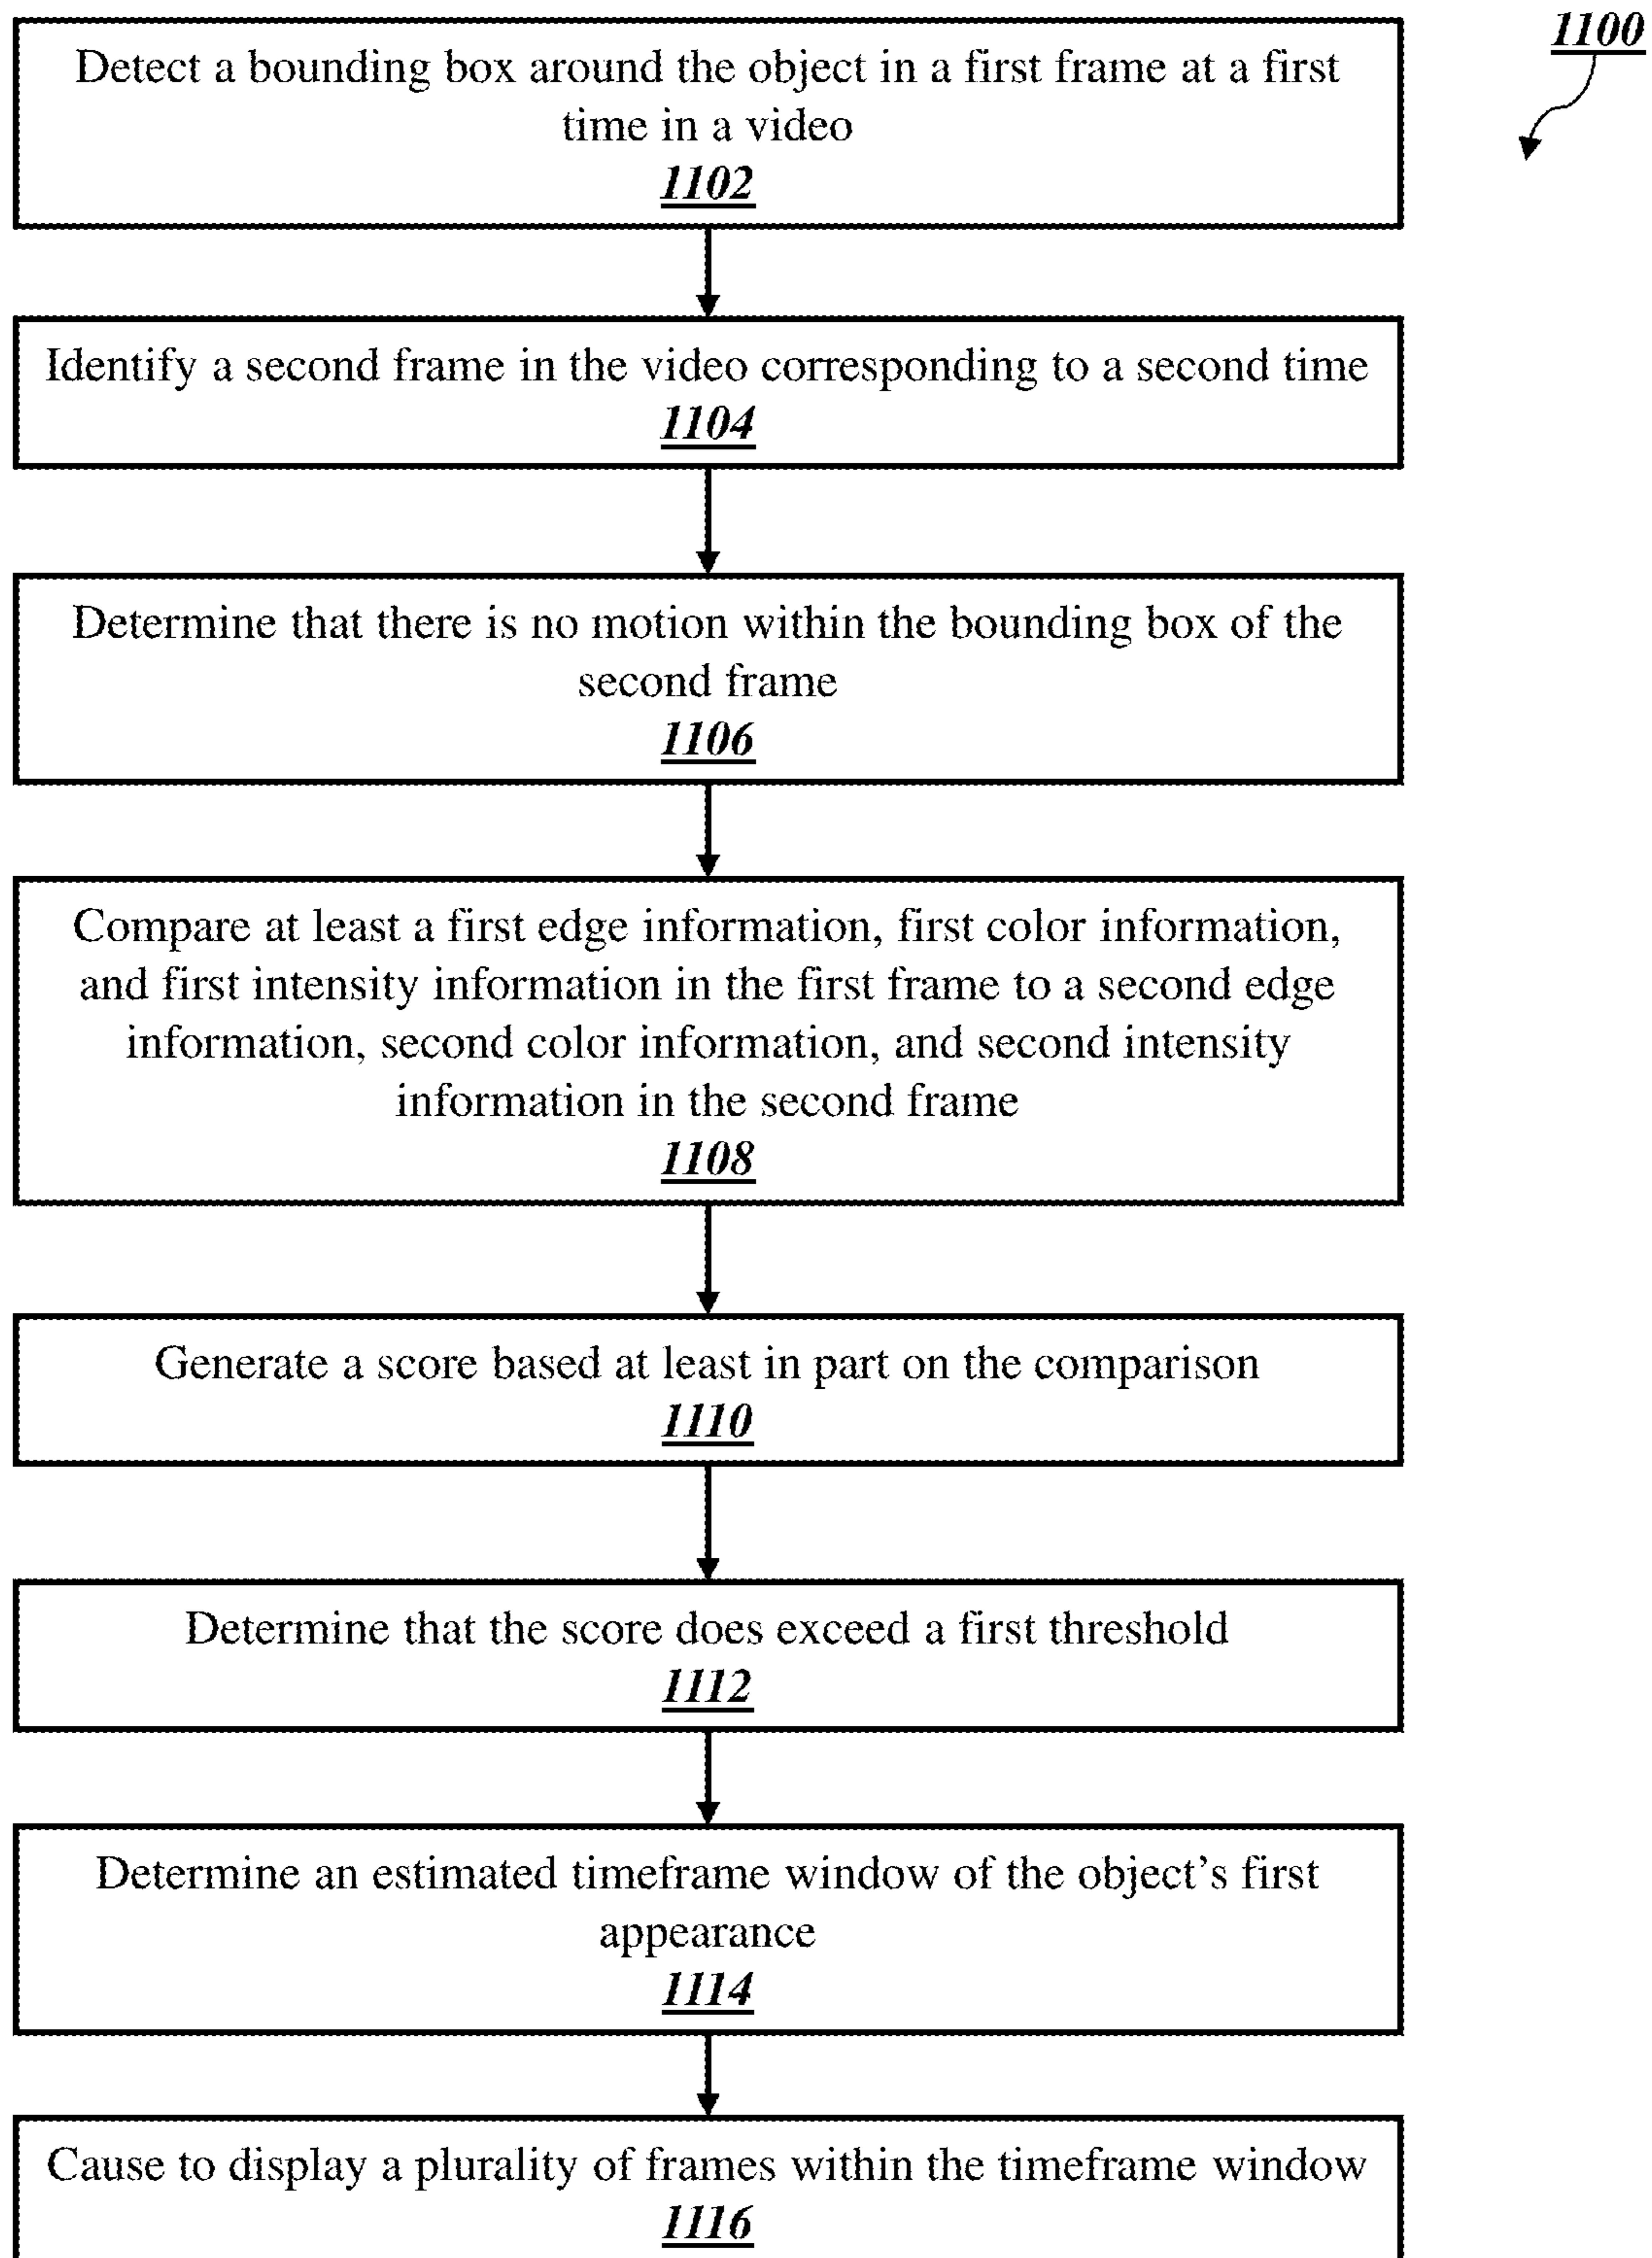 1100
Detect a bounding box around the object in a first frame at a first
time in a video
1102
Identify a second frame in the video corresponding to a second time
1104
Determine that there is no motion within the bounding box of the
second frame
1106
Compare at least a first edge information, first color information,
and first intensity information in the first frame to a second edge
information, second color information, and second intensity
information in the second frame
1108
Generate a score based at least in part on the comparison
1110
Determine that the score does exceed a first threshold
1112
Determine an estimated timeframe window of the object’s first
appearance
1114
Cause to display a plurality of frames within the timeframe window
1116